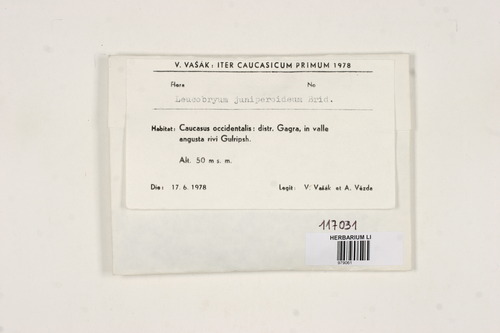 V. VAŠÁK: ITER CAUCASICUM PRIMUM 1978
Flora No
Leucobryum juniperoideum Brid.
Habitat: Caucasus occidentalis: distr. Gagra, in valle
angusta rivi Gulripsh.
Alt. 50 m s. m.
Die: 17. 6. 1978 Legit: V. Vašák et A. Vězda
117031
HERBARIUM LI